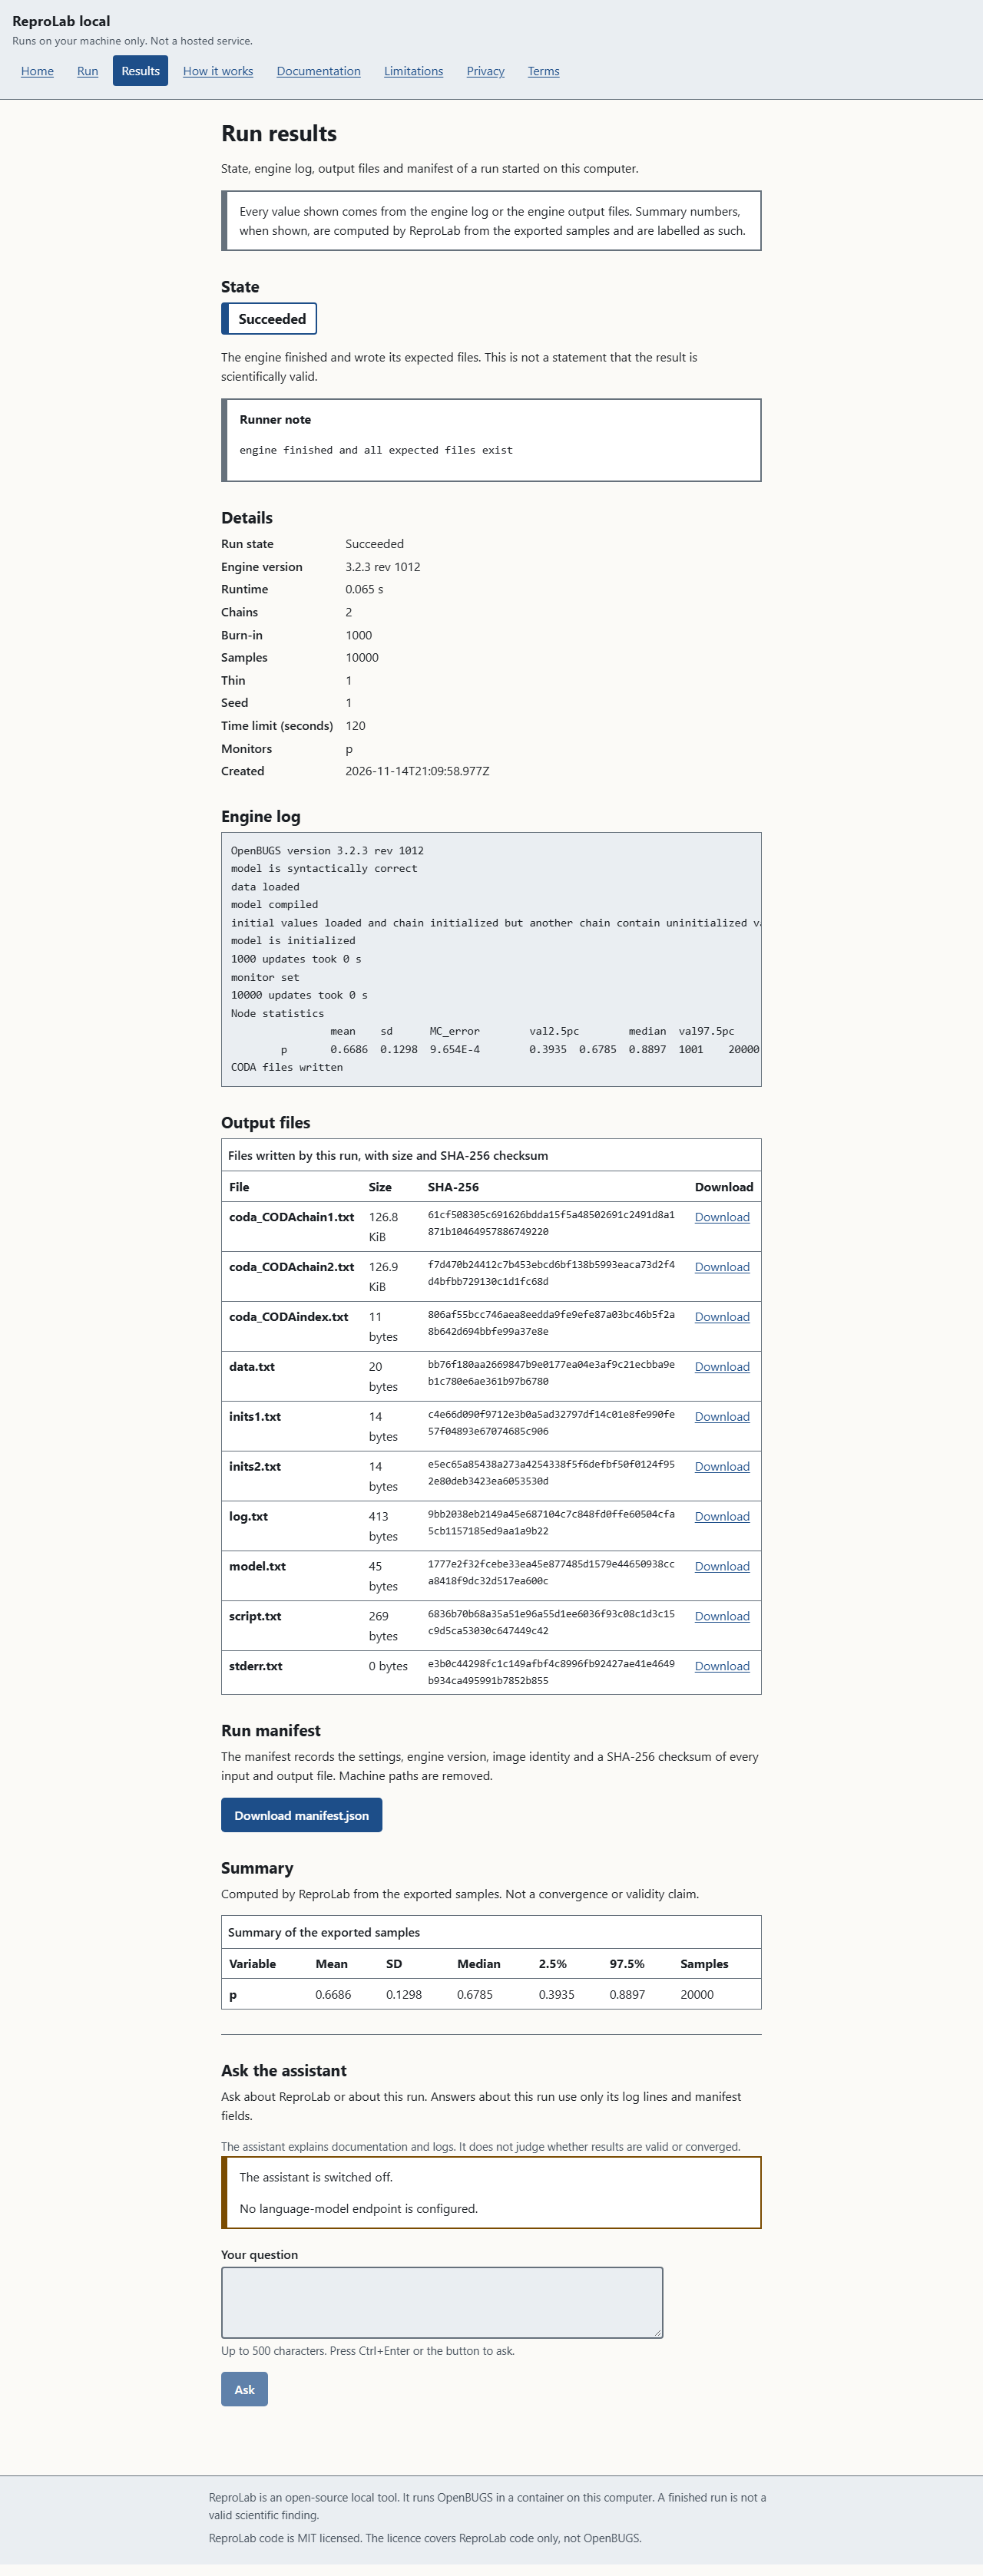 ReproLab local
Runs on your machine only. Not a hosted service.
Home Run Results How it works Documentation Limitations Privacy Terms
Run results
State, engine log, output files and manifest of a run started on this computer.
Every value shown comes from the engine log or the engine output files. Summary numbers,
when shown, are computed by ReproLab from the exported samples and are labelled as such.
State
Succeeded
The engine finished and wrote its expected files. This is not a statement that the result is
scientifically valid.
Runner note
engine finished and all expected files exist
Details
Run state Succeeded
Engine version 3.2.3 rev 1012
Runtime 0.065 s
Chains 2
Burn-in 1000
Samples 10000
Thin 1
Seed 1
Time limit (seconds) 120
Monitors p
Created 2026-11-14T21:09:58.977Z
Engine log
OpenBUGS version 3.2.3 rev 1012
model is syntactically correct
data loaded
model compiled
initial values loaded and chain initialized but another chain contain uninitialized
model is initialized
1000 updates took 0 s
monitor set
10000 updates took 0 s
Node statistics
mean sd MC_error val2.5pc median val97.5pc
p 0.6686 0.1298 9.654E-4 0.3935 0.6785 0.8897 1001 20000
CODA files written
Output files
Files written by this run, with size and SHA-256 checksum
File Size SHA-256 Download
coda_CODAchain1.txt 126.8 61cf508305c691626bdda15f5a48502691c2491d8a1 Download
KiB 871b10464957886749220
coda_CODAchain2.txt 126.9 f7d470b24412c7b453ebcd6bf138b5993eaca73d2f4 Download
KiB d4bfbb729130c1d1fc68d
coda_CODAindex.txt 11 806af55bcc746aea8eedda9fe9efe87a03bc46b5f2a Download
bytes 8b642d694bbfe99a37e8e
data.txt 20 bb76f180aa2669847b9e0177ea04e3af9c21ecbba9e Download
bytes b1c780e6ae361b97b6780
inits1.txt 14 c4e66d090f9712e3b0a5ad32797df14c01e8fe990fe Download
bytes 57f04893e67074685c906
inits2.txt 14 e5ec65a85438a273a4254338f5f6defbf50f0124f95 Download
bytes 2e80deb3423ea6053530d
log.txt 413 9bb2038eb2149a45e687104c7c848fd0ffe60504cfa Download
bytes 5cb1157185ed9aa1a9b22
model.txt 45 1777e2f32fcebe33ea45e877485d1579e44650938cc Download
bytes a8418f9dc32d517ea600c
script.txt 269 6836b70b68a35a51e96a55d1ee6036f93c08c1d3c15 Download
bytes c9d5ca53030c647449c42
stderr.txt 0 bytes e3b0c44298fc1c149afbf4c8996fb92427ae41e4649 Download
b934ca495991b7852b855
Run manifest
The manifest records the settings, engine version, image identity and a SHA-256 checksum of every
input and output file. Machine paths are removed.
Download manifest.json
Summary
Computed by ReproLab from the exported samples. Not a convergence or validity claim.
Summary of the exported samples
Variable Mean SD Median 2.5% 97.5% Samples
p 0.6686 0.1298 0.6785 0.3935 0.8897 20000
Ask the assistant
Ask about ReproLab or about this run. Answers about this run use only its log lines and manifest
fields.
The assistant explains documentation and logs. It does not judge whether results are valid or converged.
The assistant is switched off.
No language-model endpoint is configured.
Your question
Up to 500 characters. Press Ctrl+Enter or the button to ask.
Ask
ReproLab is an open-source local tool. It runs OpenBUGS in a container on this computer. A finished run is not a
valid scientific finding.
ReproLab code is MIT licensed. The licence covers ReproLab code only, not OpenBUGS.